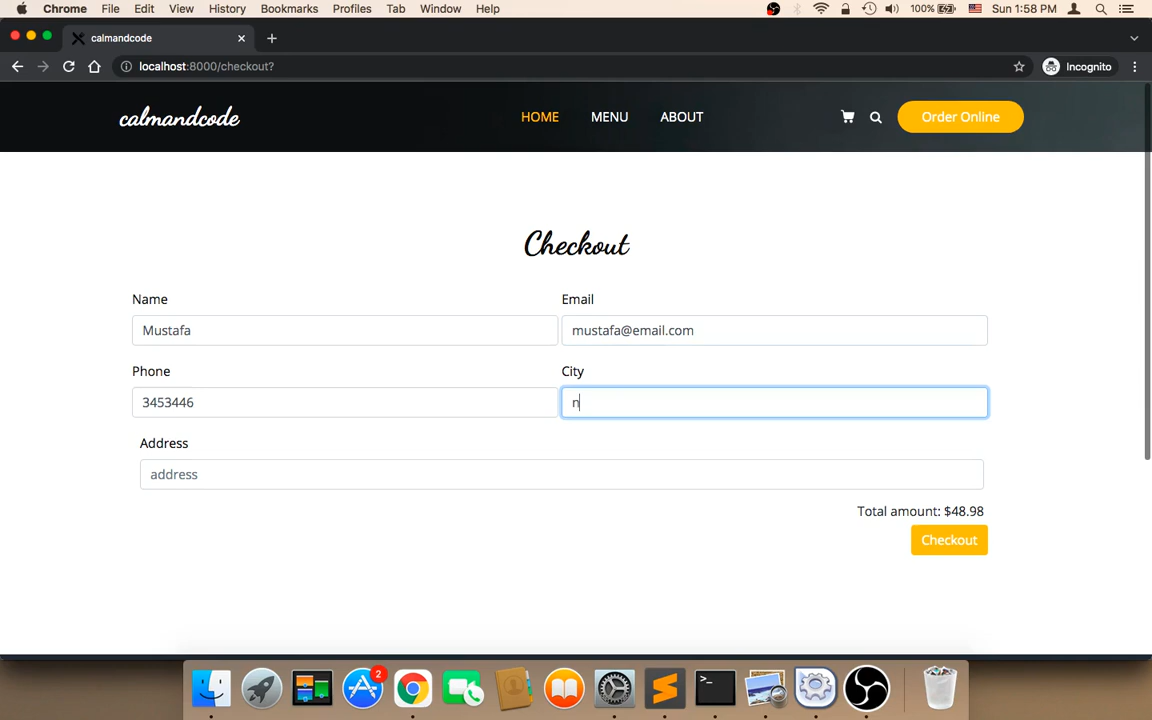 Chrome File Edit View History Bookmarks Profiles Tab Window Help 100% Sun 1:58 PM
calmandcode
localhost:8000/checkout? Incognito
calmandcode HOME MENU ABOUT Order Online
Checkout
Name Email
Mustafa mustafa@email.com
Phone City
3453446 n
Address
address
Total amount: $48.98
Checkout
2
>_